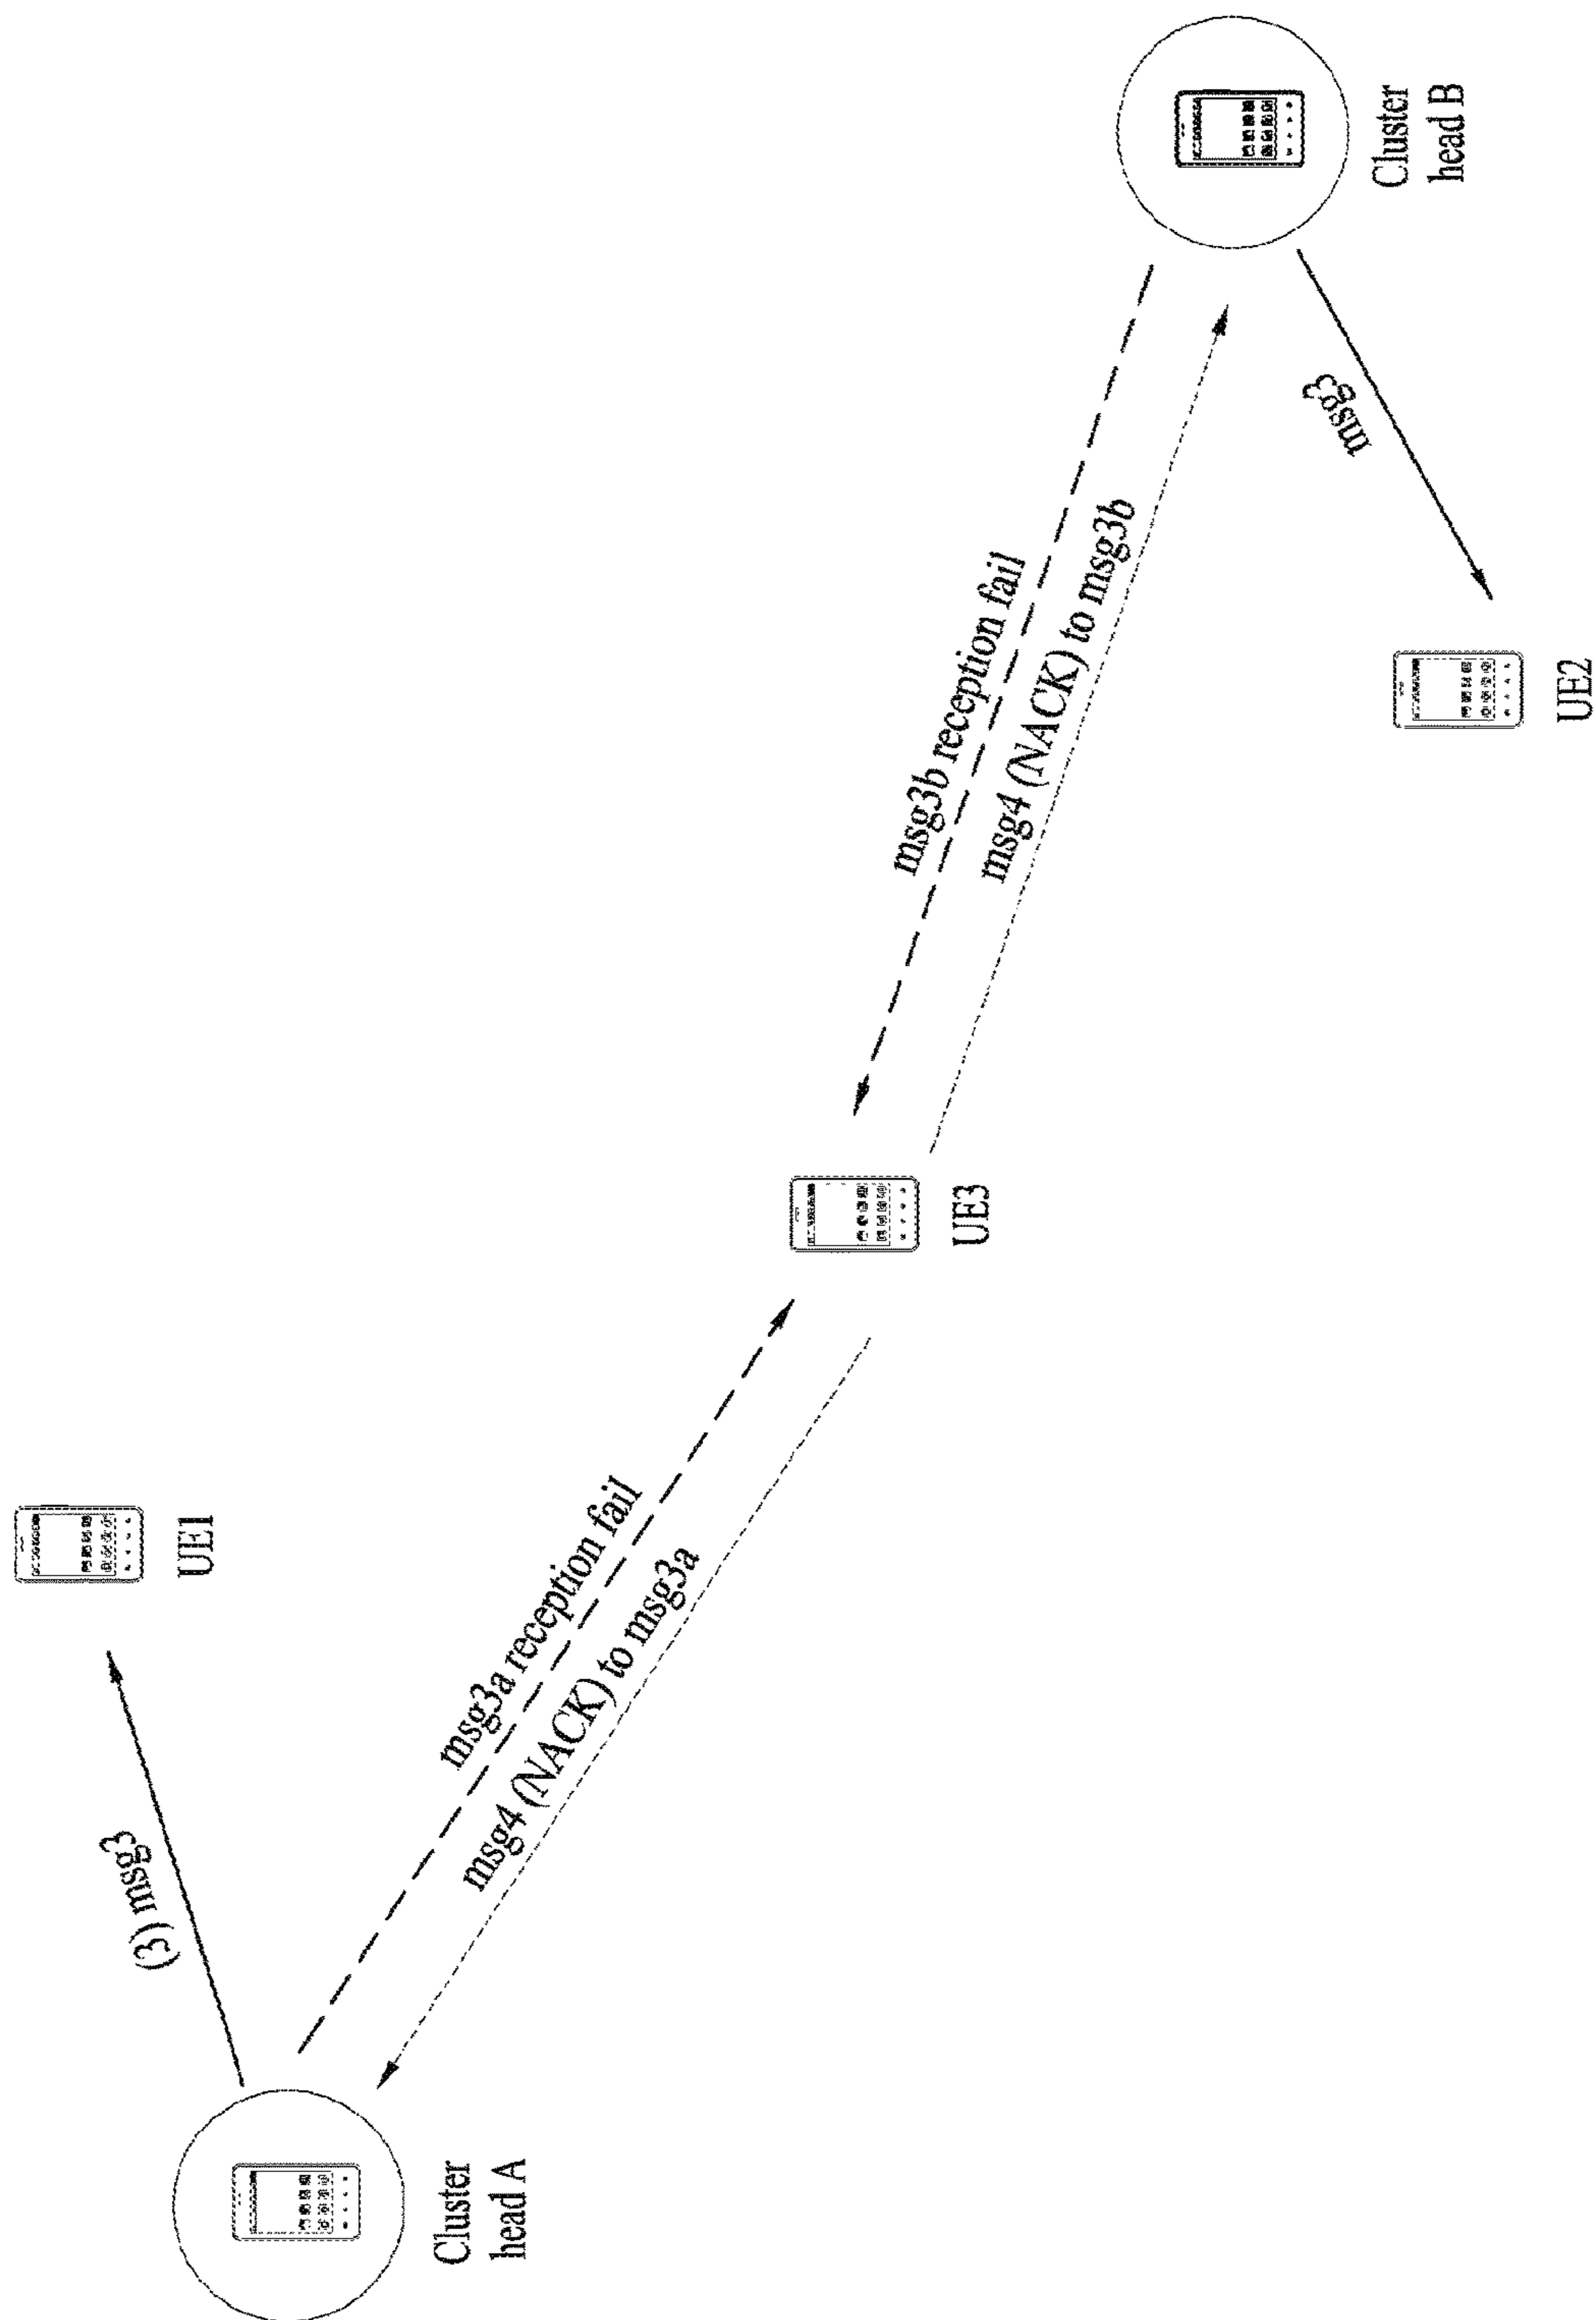 UE1
(3) msg3
msg3a reception fail
msg4 (NACK) to msg3a
Cluster
head A
UE3
msg3b reception fail
msg4 (NACK) to msg3b
Cluster
head B
msg3
UE2